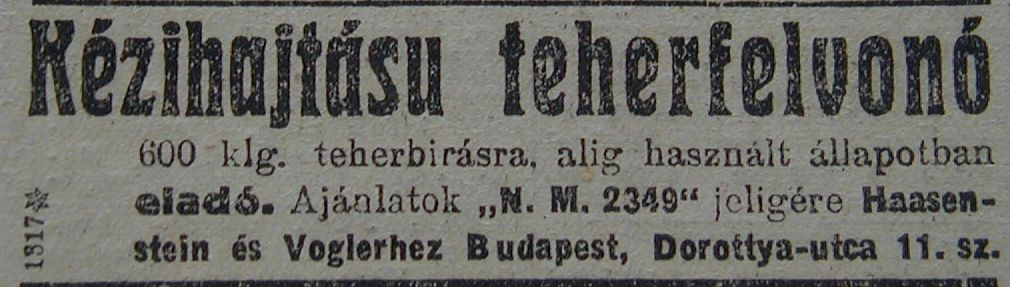 Kézihajtásu teherfelvonó
600 klg. teherbirásra, alig használt állapotban
eladó. Ajánlatok „N. M. 2349“ jeligére Haasen-
stein és Voglerhez Budapest, Dorottya-utca 11. sz.
1317*